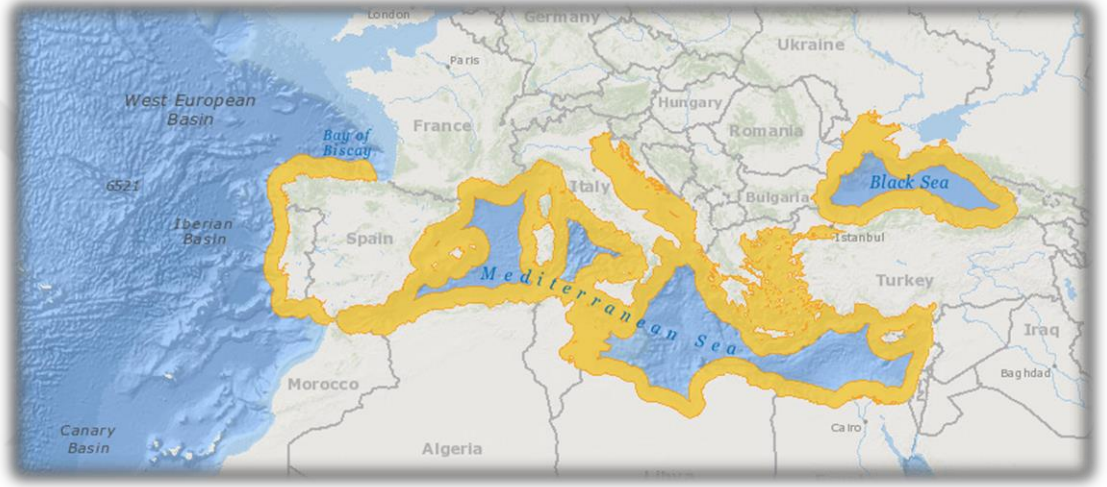 London
Germany
Ukraine
Paris
West European
Basin
Hungary
France
Romania
Bay of
Biscay
6521
Italy
Black Sea
Bulgaria
Iberian
Basin
Spain
Istanbul
Mediterranean Sea
Turkey
Iraq
Baghdad
Morocco
Canary
Basin
Cairo
Algeria
Libya